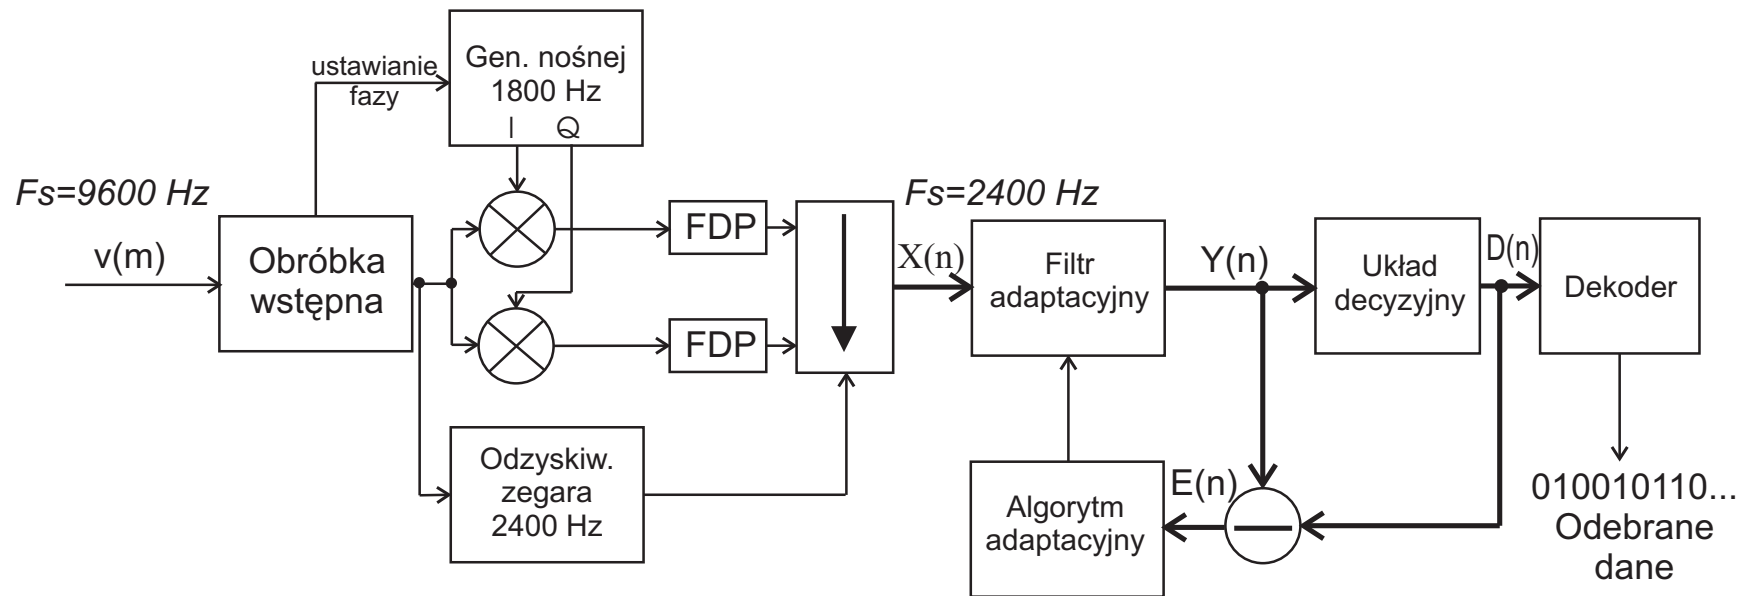 Gen. nośnej
1800 Hz
I Q
ustawianie
fazy
Fs=9600 Hz
v(m)
Obróbka
wstępna
FDP
FDP
Odzyskiw.
zegara
2400 Hz
Fs=2400 Hz
X(n)
Filtr
adaptacyjny
Y(n)
Układ
decyzyjny
D(n)
Dekoder
Algorytm
adaptacyjny
E(n)
010010110...
Odebrane
dane